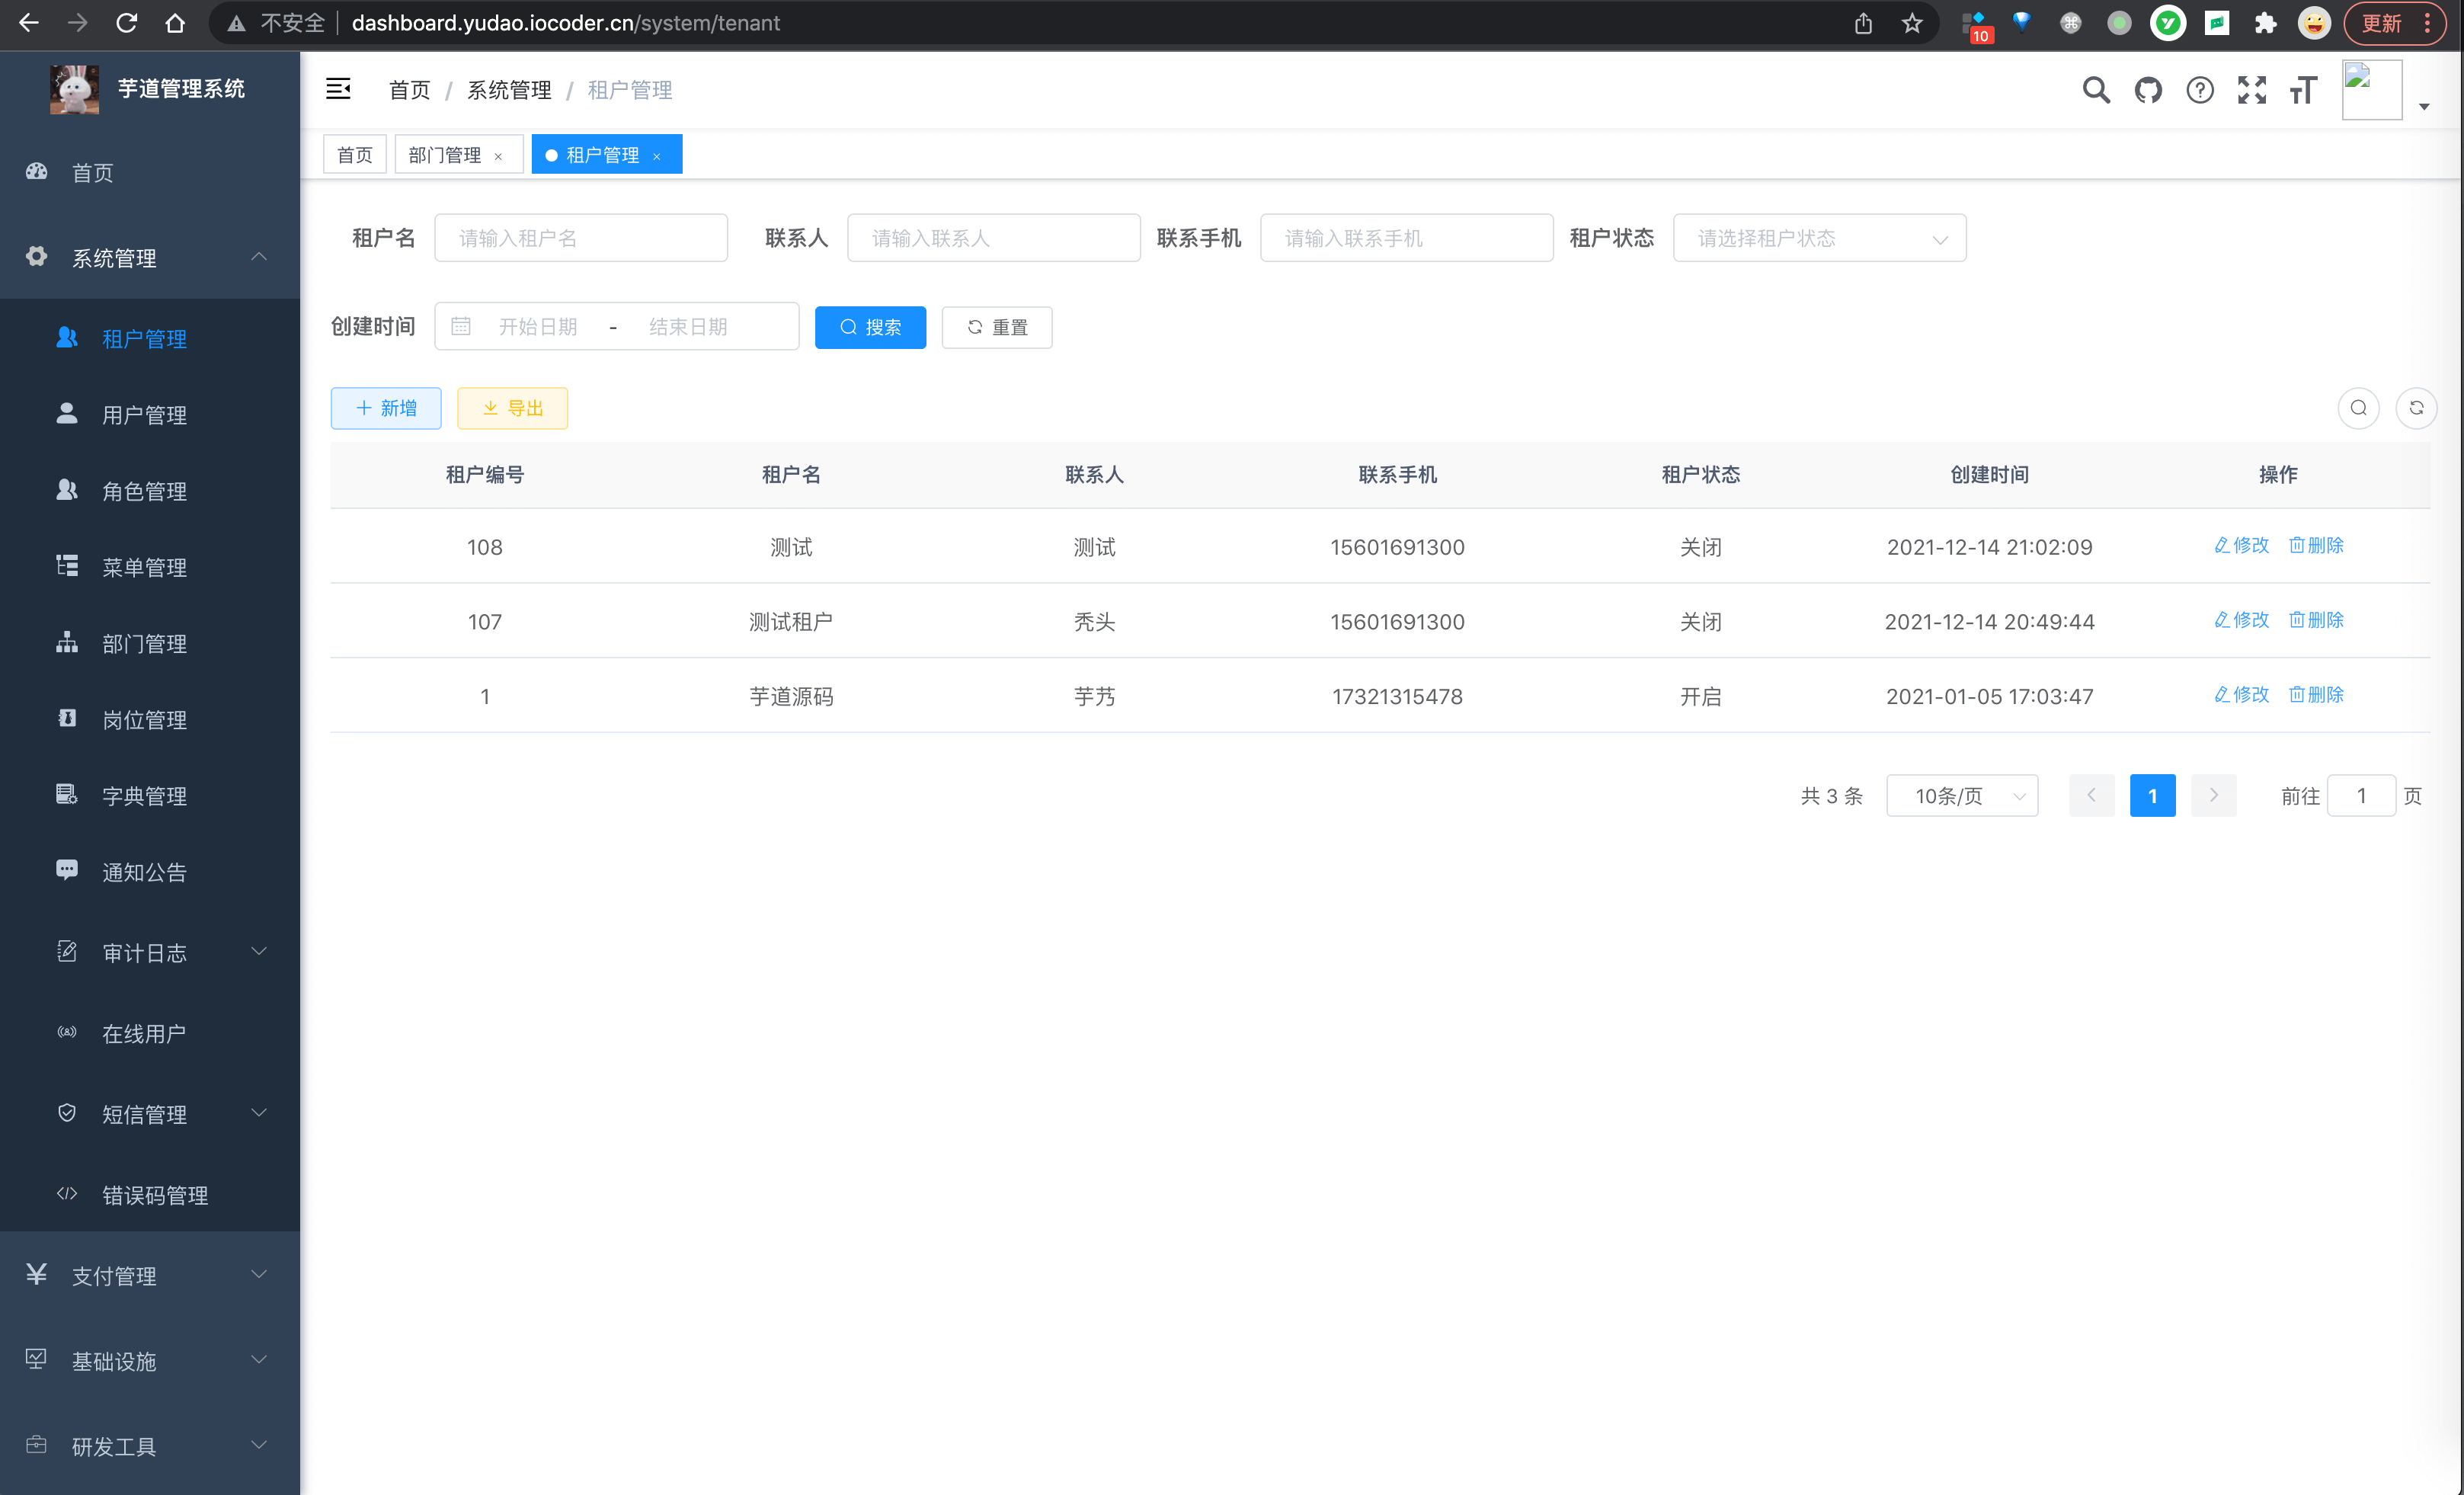 不安全 dashboard.yudao.iocoder.cn/system/tenant
10
更新
芋道管理系统
首页
系统管理
租户管理
用户管理
角色管理
菜单管理
部门管理
岗位管理
字典管理
通知公告
审计日志
在线用户
短信管理
错误码管理
支付管理
基础设施
研发工具
首页 / 系统管理 / 租户管理
首页 部门管理 × 租户管理 ×
租户名 请输入租户名 联系人 请输入联系人 联系手机 请输入联系手机 租户状态 请选择租户状态
创建时间 开始日期 - 结束日期 搜索 重置
新增 导出
租户编号 租户名 联系人 联系手机 租户状态 创建时间 操作
108 测试 测试 15601691300 关闭 2021-12-14 21:02:09 修改 删除
107 测试租户 秃头 15601691300 关闭 2021-12-14 20:49:44 修改 删除
1 芋道源码 芋艿 17321315478 开启 2021-01-05 17:03:47 修改 删除
共 3 条 10条/页 1 前往 1 页